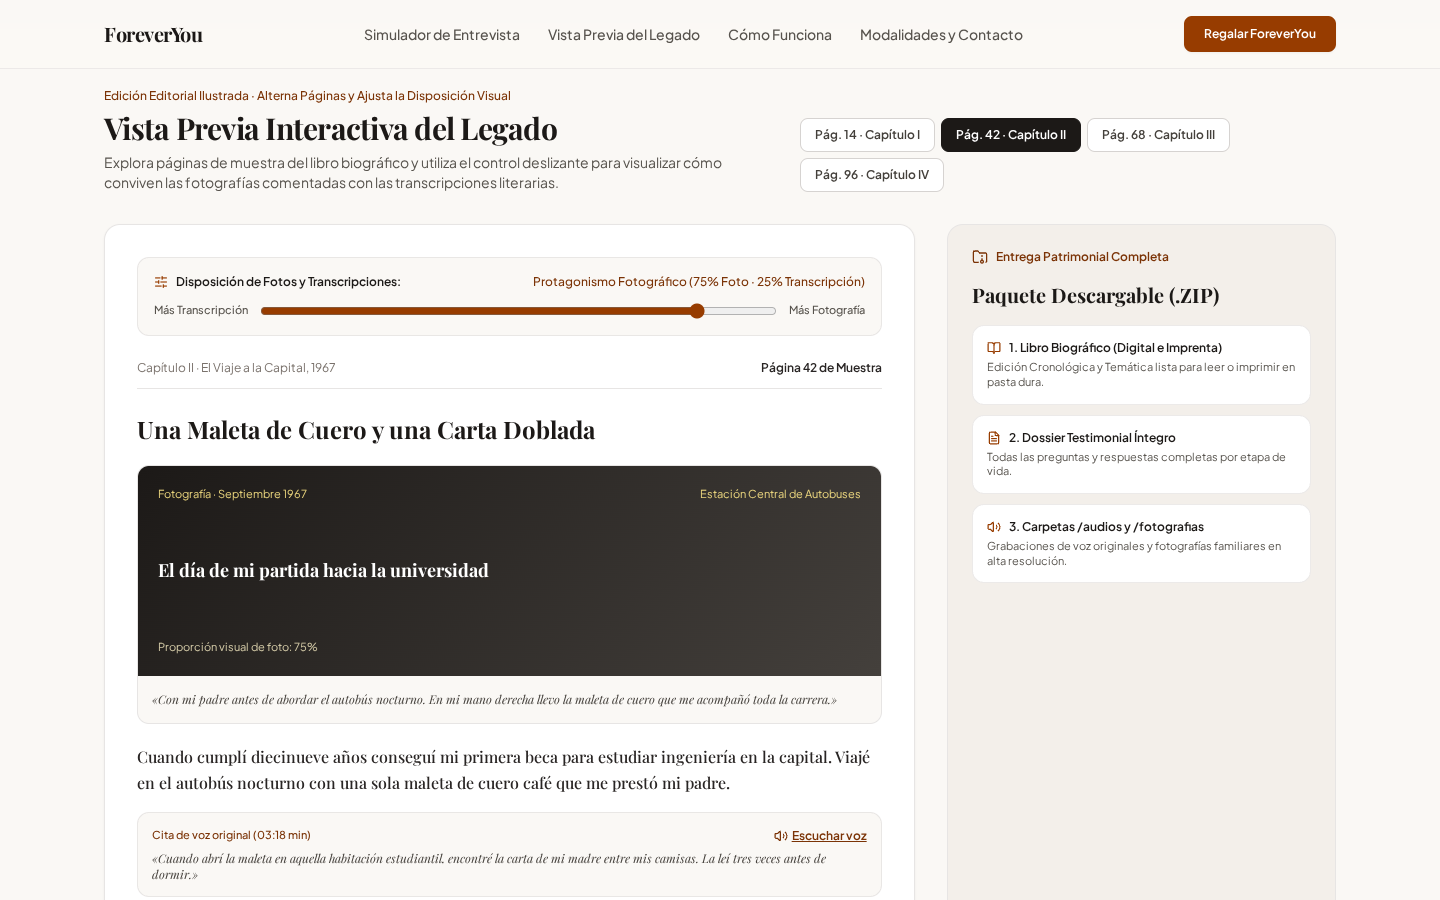 ForeverYou
Simulador de Entrevista
Vista Previa del Legado
Cómo Funciona
Modalidades y Contacto
Regalar ForeverYou
Edición Editorial Ilustrada · Alterna Páginas y Ajusta la Disposición Visual
Vista Previa Interactiva del Legado
Explora páginas de muestra del libro biográfico y utiliza el control deslizante para visualizar cómo
conviven las fotografías comentadas con las transcripciones literarias.
Pág. 14 · Capítulo I
Pág. 42 · Capítulo II
Pág. 68 · Capítulo III
Pág. 96 · Capítulo IV
Disposición de Fotos y Transcripciones:
Protagonismo Fotográfico (75% Foto · 25% Transcripción)
Más Transcripción
Más Fotografía
Capítulo II · El Viaje a la Capital, 1967
Página 42 de Muestra
Una Maleta de Cuero y una Carta Doblada
Fotografía · Septiembre 1967
Estación Central de Autobuses
El día de mi partida hacia la universidad
Proporción visual de foto: 75%
«Con mi padre antes de abordar el autobús nocturno. En mi mano derecha llevo la maleta de cuero que me acompañó toda la carrera.»
Cuando cumplí diecinueve años conseguí mi primera beca para estudiar ingeniería en la capital. Viajé
en el autobús nocturno con una sola maleta de cuero café que me prestó mi padre.
Cita de voz original (03:18 min)
Escuchar voz
«Cuando abrí la maleta en aquella habitación estudiantil, encontré la carta de mi madre entre mis camisas. La leí tres veces antes de
dormir.»
Entrega Patrimonial Completa
Paquete Descargable (.ZIP)
1. Libro Biográfico (Digital e Imprenta)
Edición Cronológica y Temática lista para leer o imprimir en
pasta dura.
2. Dossier Testimonial Íntegro
Todas las preguntas y respuestas completas por etapa de
vida.
3. Carpetas /audios y /fotografias
Grabaciones de voz originales y fotografías familiares en
alta resolución.